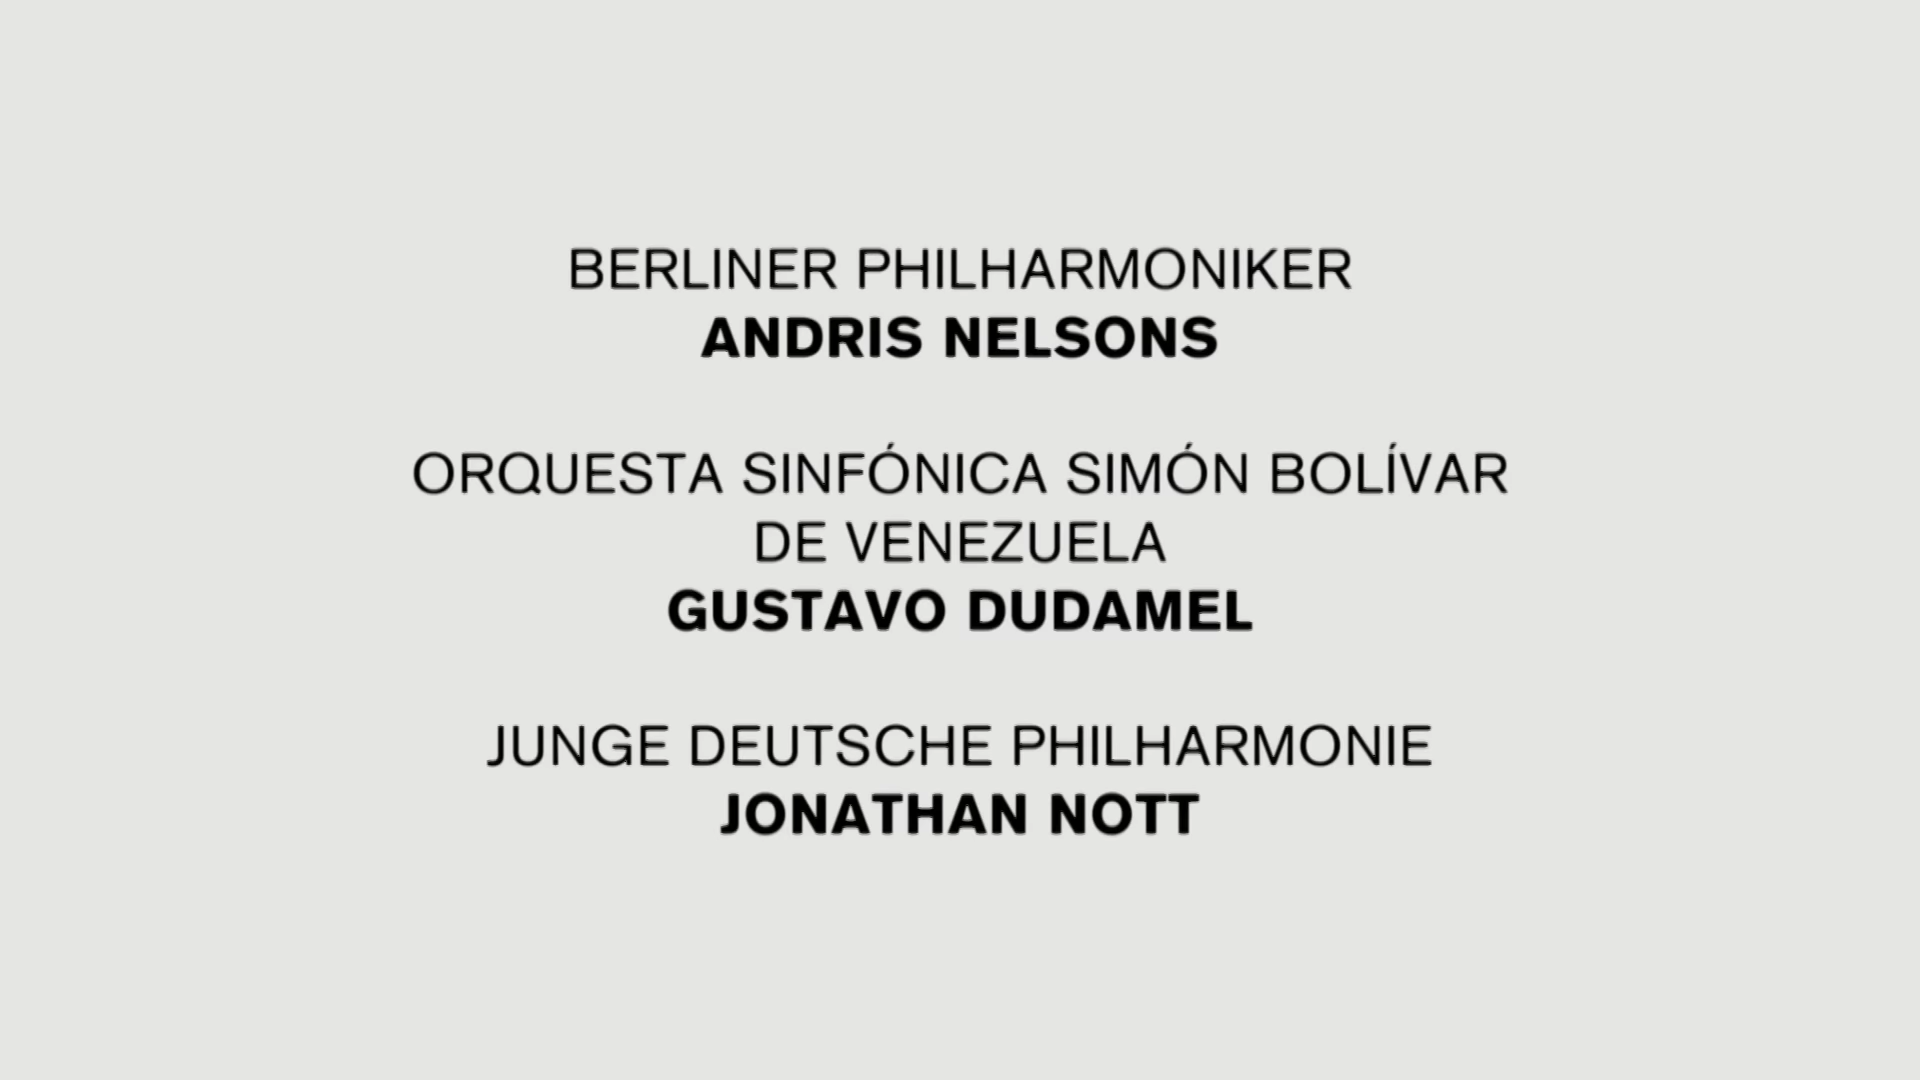 BERLINER PHILHARMONIKER
ANDRIS NELSONS
ORQUESTA SINFÓNICA SIMÓN BOLÍVAR
DE VENEZUELA
GUSTAVO DUDAMEL
JUNGE DEUTSCHE PHILHARMONIE
JONATHAN NOTT